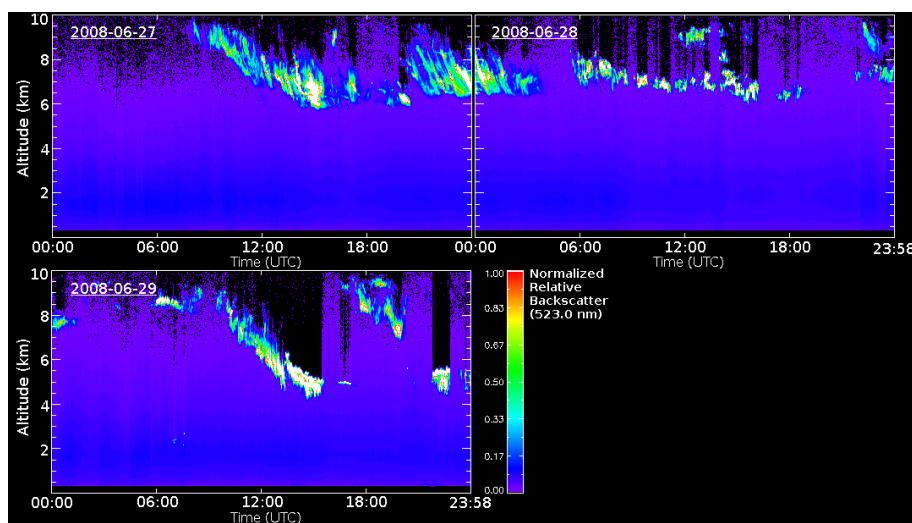 10
2008-06-27
2008-06-28
8
6
4
2
Altitude (km)
00:00 06:00 12:00 18:00 00:00 06:00 12:00 18:00 23:58
Time (UTC) Time (UTC)
10
2008-06-29
8
6
4
2
Altitude (km)
00:00 06:00 12:00 18:00 23:58
Time (UTC)
1.00
0.83
0.67
0.50
0.33
0.17
0.00
Normalized
Relative
Backscatter
(523.0 nm)